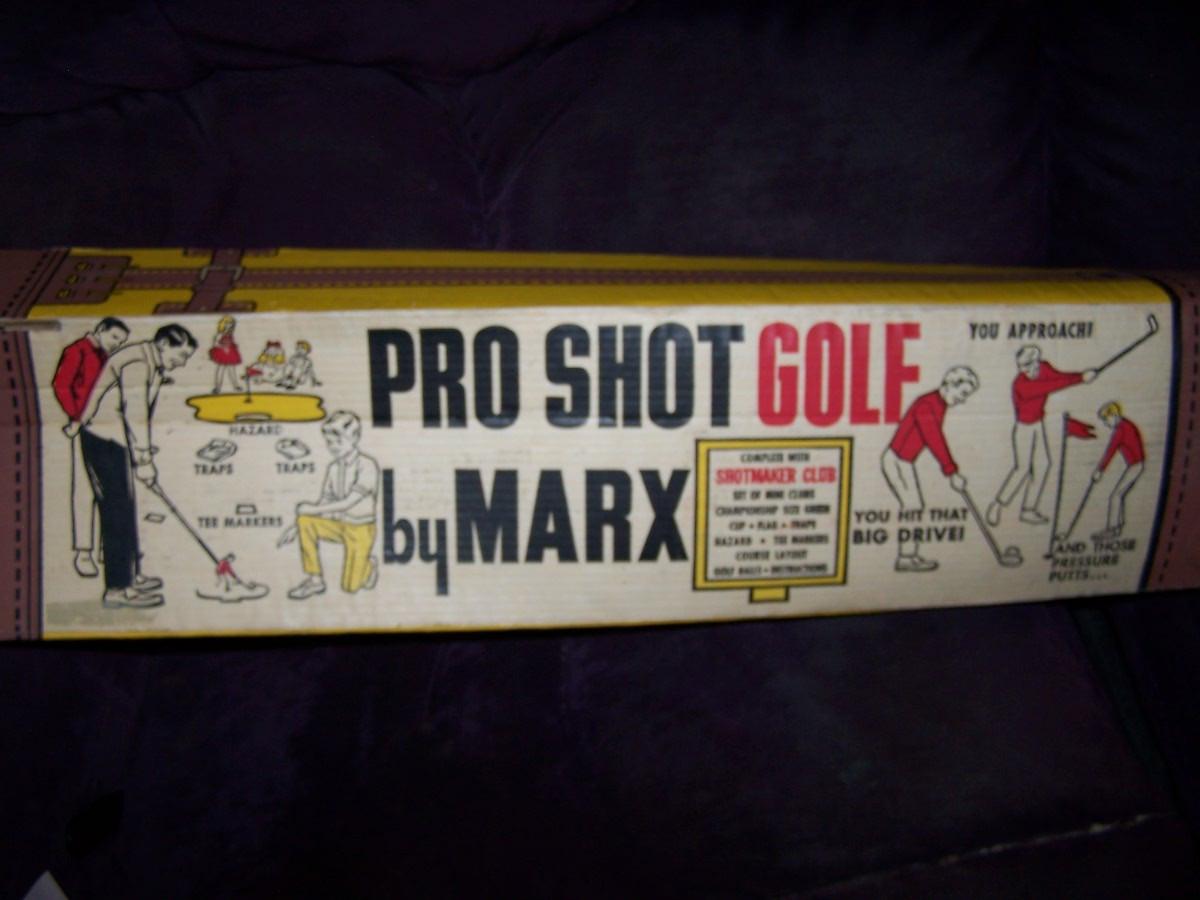 PRO SHOT GOLF
by MARX
HAZARD
TRAPS TRAPS
TEE MARKERS
COMPLETE WITH
SHOTMAKER CLUB
SET OF MINI CLUBS
CHAMPIONSHIP SIZE GREEN
CUP • FLAG • TRAPS
HAZARD • TEE MARKERS
COURSE LAYOUT
GOLF BALLS • INSTRUCTIONS
YOU HIT THAT
BIG DRIVE!
YOU APPROACH!
AND THOSE
PRESSURE
PUTTS...